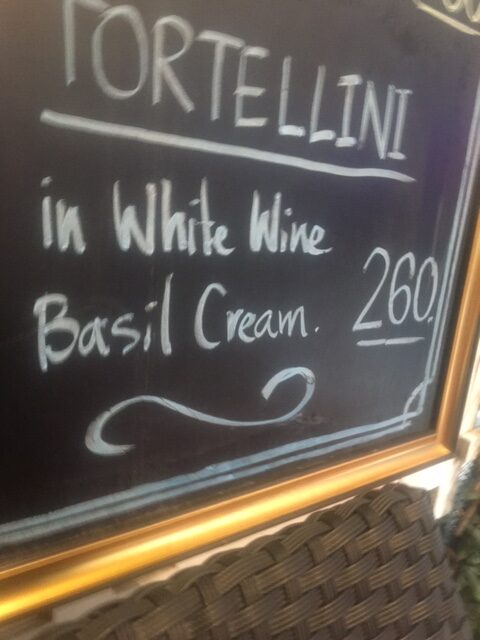 TORTELLINI
in White Wine
Basil Cream. 260.